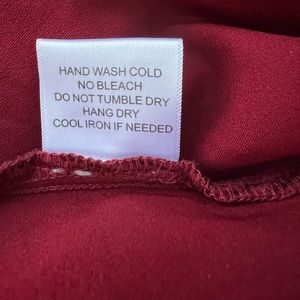 HAND WASH COLD
NO BLEACH
DO NOT TUMBLE DRY
HANG DRY
COOL IRON IF NEEDED